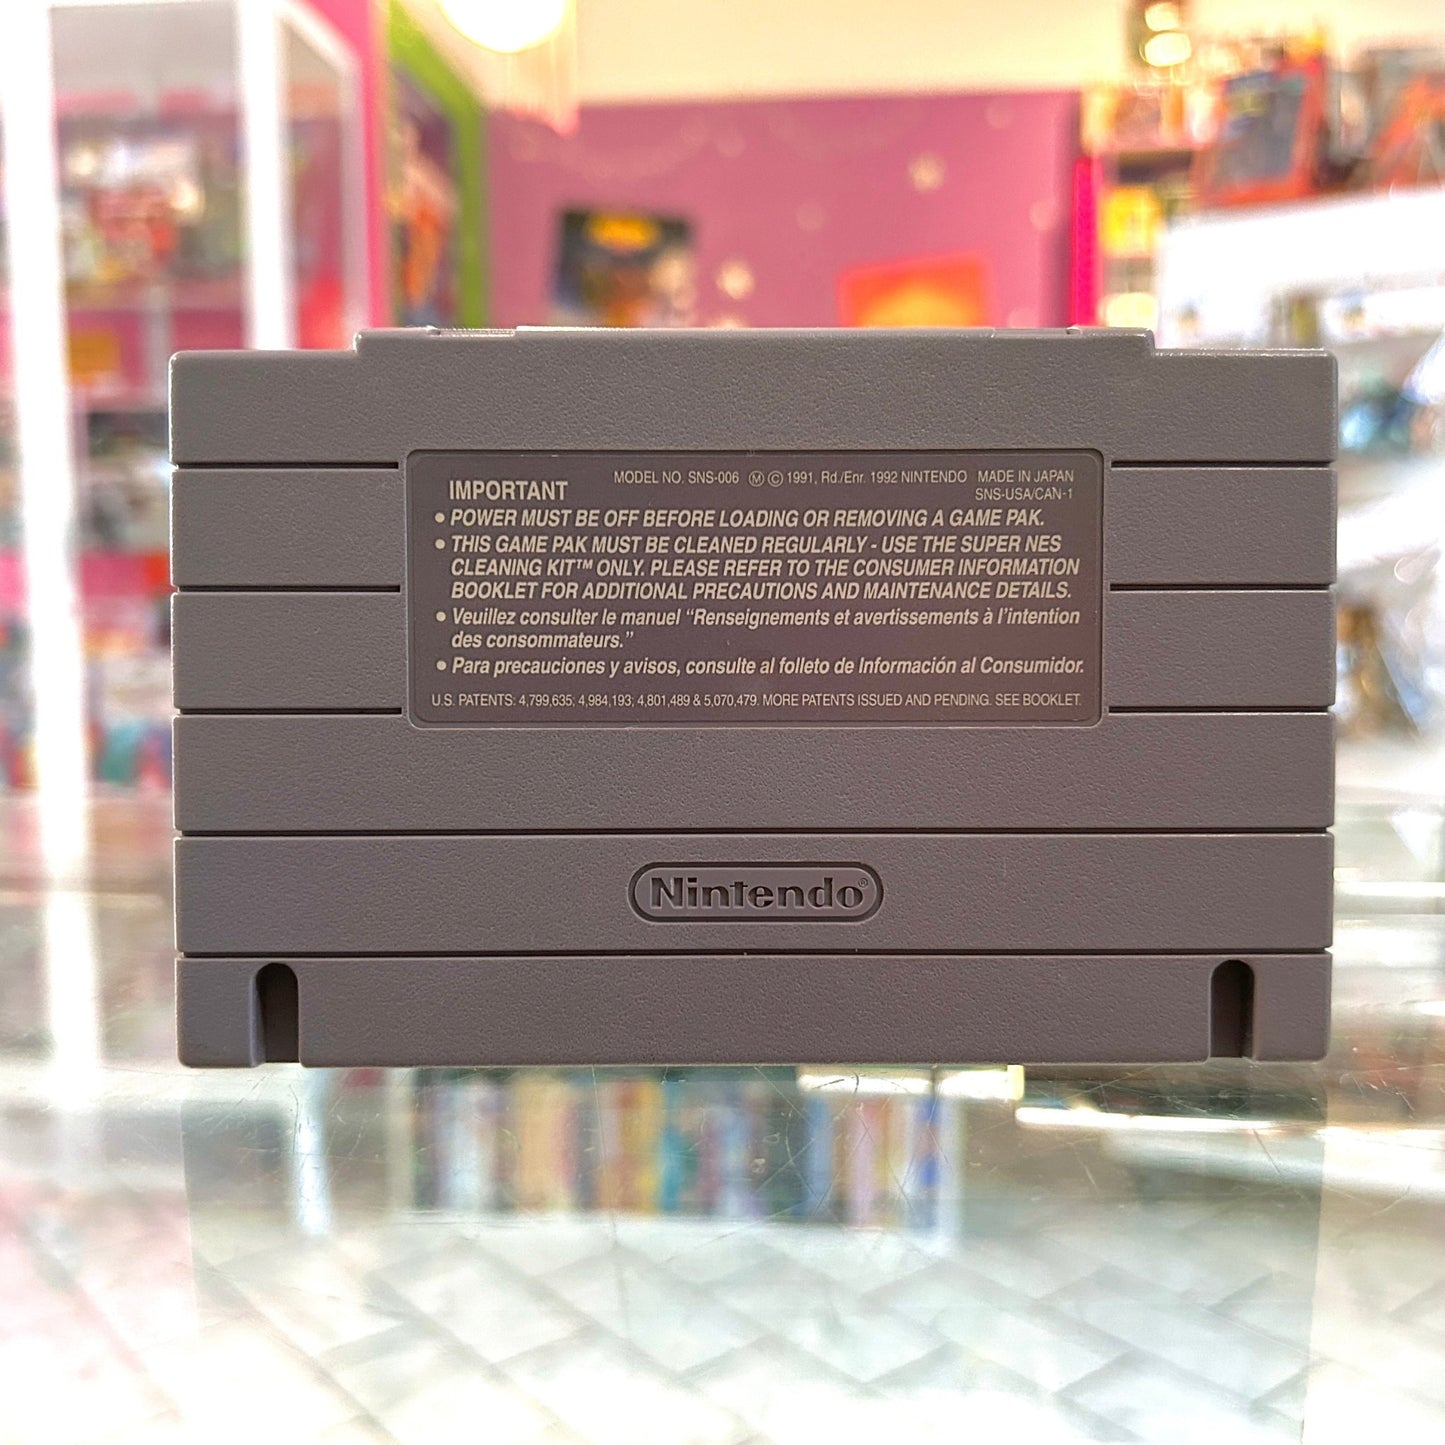 IMPORTANT MODEL NO. SNS-006 Ⓜ © 1991, Rd./Enr. 1992 NINTENDO MADE IN JAPAN
SNS-USA/CAN-1
• POWER MUST BE OFF BEFORE LOADING OR REMOVING A GAME PAK.
• THIS GAME PAK MUST BE CLEANED REGULARLY - USE THE SUPER NES
CLEANING KIT™ ONLY. PLEASE REFER TO THE CONSUMER INFORMATION
BOOKLET FOR ADDITIONAL PRECAUTIONS AND MAINTENANCE DETAILS.
• Veuillez consulter le manuel “Renseignements et avertissements à l’intention
des consommateurs.”
• Para precauciones y avisos, consulte al folleto de Información al Consumidor.
U.S. PATENTS: 4,799,635; 4,984,193; 4,801,489 & 5,070,479. MORE PATENTS ISSUED AND PENDING. SEE BOOKLET.
Nintendo®